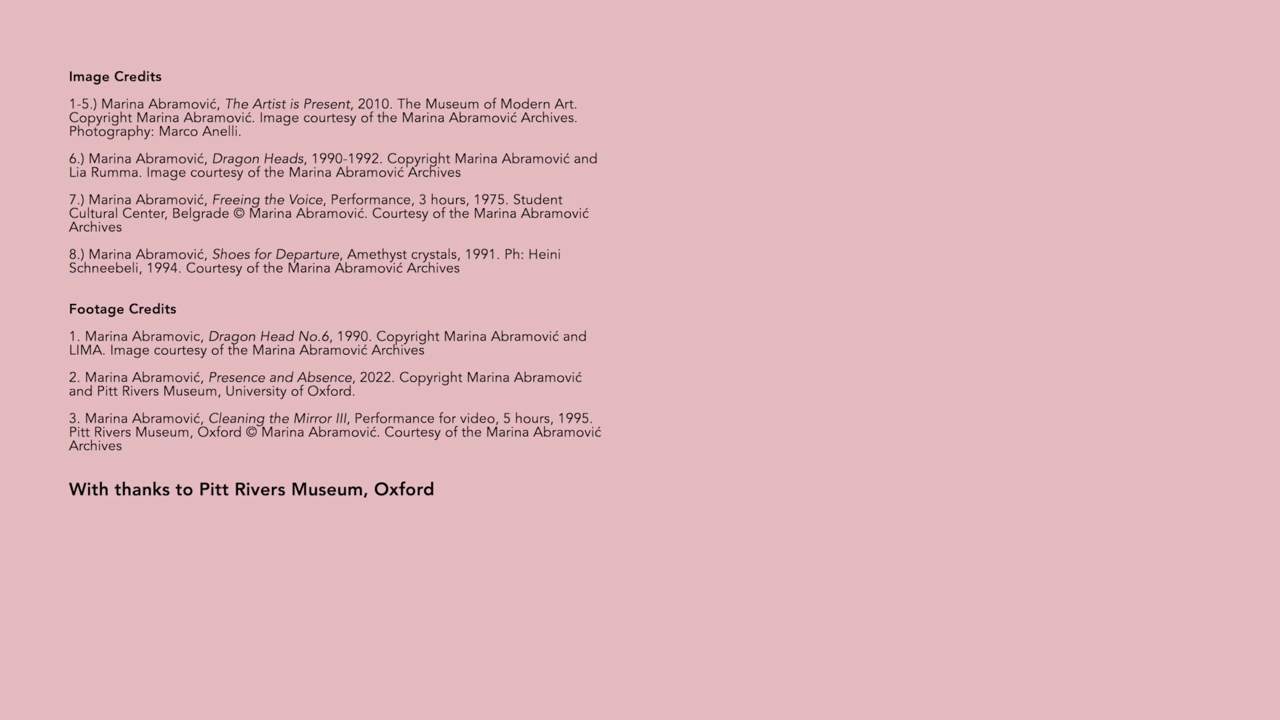 Image Credits
1-5.) Marina Abramović, The Artist is Present, 2010. The Museum of Modern Art.
Copyright Marina Abramović. Image courtesy of the Marina Abramović Archives.
Photography: Marco Anelli.
6.) Marina Abramović, Dragon Heads, 1990-1992. Copyright Marina Abramović and
Lia Rumma. Image courtesy of the Marina Abramović Archives
7.) Marina Abramović, Freeing the Voice, Performance, 3 hours, 1975. Student
Cultural Center, Belgrade © Marina Abramović. Courtesy of the Marina Abramović
Archives
8.) Marina Abramović, Shoes for Departure, Amethyst crystals, 1991. Ph: Heini
Schneebeli, 1994. Courtesy of the Marina Abramović Archives
Footage Credits
1. Marina Abramovic, Dragon Head No.6, 1990. Copyright Marina Abramović and
LIMA. Image courtesy of the Marina Abramović Archives
2. Marina Abramović, Presence and Absence, 2022. Copyright Marina Abramović
and Pitt Rivers Museum, University of Oxford.
3. Marina Abramović, Cleaning the Mirror III, Performance for video, 5 hours, 1995.
Pitt Rivers Museum, Oxford © Marina Abramović. Courtesy of the Marina Abramović
Archives
With thanks to Pitt Rivers Museum, Oxford